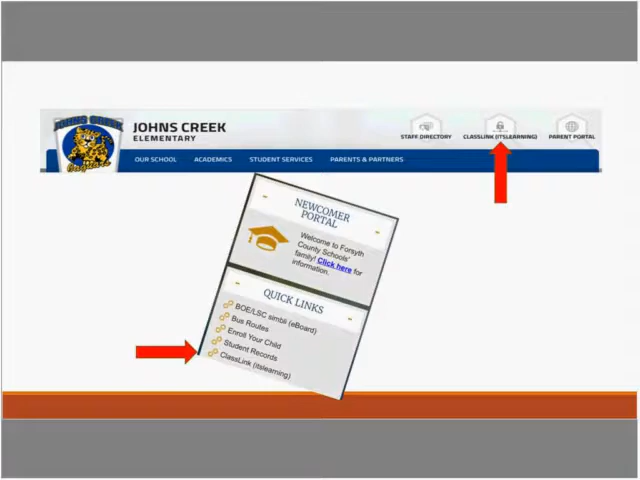 JOHNS CREEK
JOHNS CREEK
ELEMENTARY
STAFF DIRECTORY
CLASSLINK (ITSLEARNING)
PARENT PORTAL
OUR SCHOOL
ACADEMICS
STUDENT SERVICES
PARENTS & PARTNERS
NEWCOMER
PORTAL
Welcome to Forsyth
County Schools'
family! Click here for
information.
QUICK LINKS
BOE/LSC simbli (eBoard)
Bus Routes
Enroll Your Child
Student Records
ClassLink (itslearning)